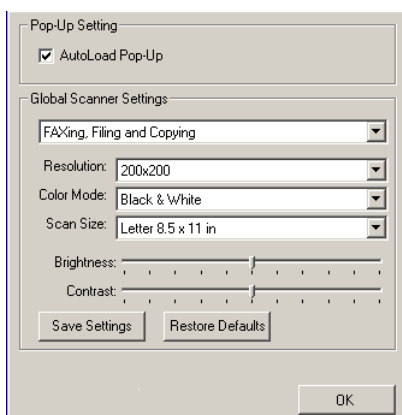 Pop-Up Setting
AutoLoad Pop-Up
Global Scanner Settings
FAXing, Filing and Copying
Resolution: 200x200
Color Mode: Black & White
Scan Size: Letter 8.5 x 11 in
Brightness:
Contrast:
Save Settings Restore Defaults
OK